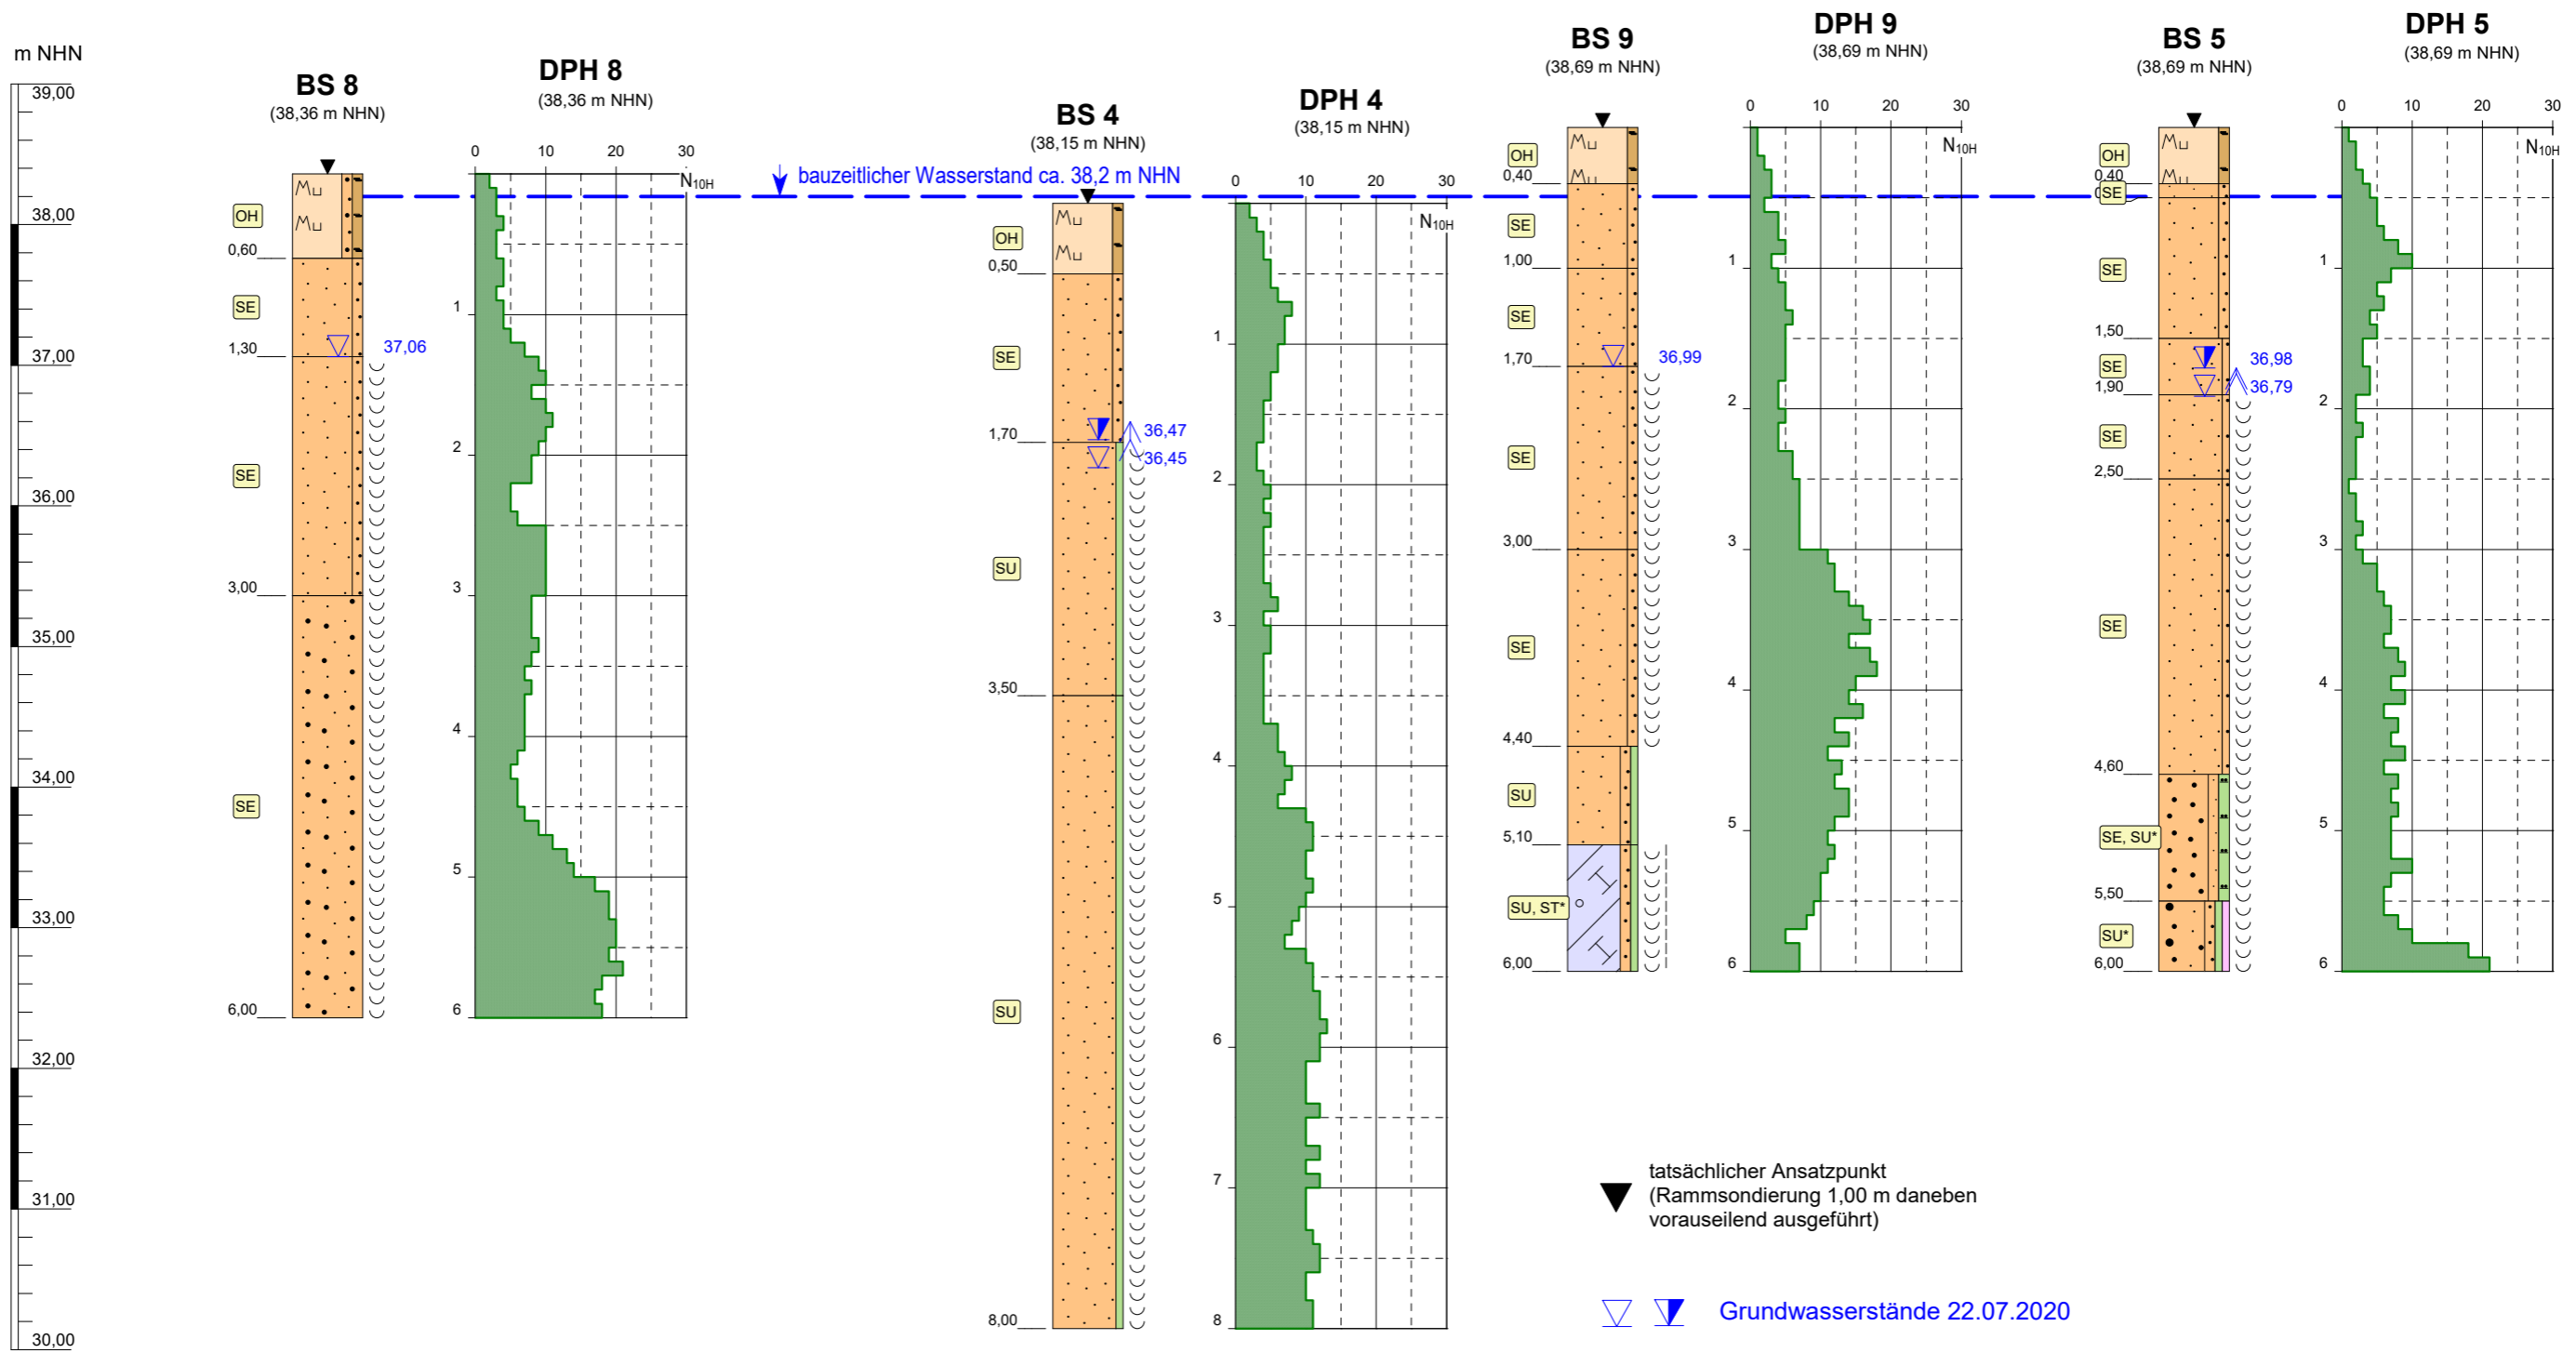 m NHN
39,00
38,00
37,00
36,00
35,00
34,00
33,00
32,00
31,00
30,00
BS 8
(38,36 m NHN)
Mu
Mu
OH
0,60
SE
1,30
37,06
SE
3,00
SE
6,00
DPH 8
(38,36 m NHN)
0 10 20 30
N10H
1
2
3
4
5
6
bauzeitlicher Wasserstand ca. 38,2 m NHN
BS 4
(38,15 m NHN)
Mu
Mu
OH
0,50
SE
1,70
36,47
36,45
SU
3,50
SU
8,00
DPH 4
(38,15 m NHN)
0 10 20 30
N10H
1
2
3
4
5
6
7
8
BS 9
(38,69 m NHN)
Mu
Mu
OH
0,40
SE
1,00
SE
1,70
36,99
SE
3,00
SE
4,40
SU
5,10
SU, ST*
6,00
DPH 9
(38,69 m NHN)
0 10 20 30
N10H
1
2
3
4
5
6
BS 5
(38,69 m NHN)
Mu
Mu
OH
0,40
SE
SE
1,50
36,98
SE
36,79
1,90
SE
2,50
SE
4,60
SE, SU*
5,50
SU*
6,00
DPH 5
(38,69 m NHN)
0 10 20 30
N10H
1
2
3
4
5
6
tatsächlicher Ansatzpunkt
(Rammsondierung 1,00 m daneben
vorauseilend ausgeführt)
Grundwasserstände 22.07.2020